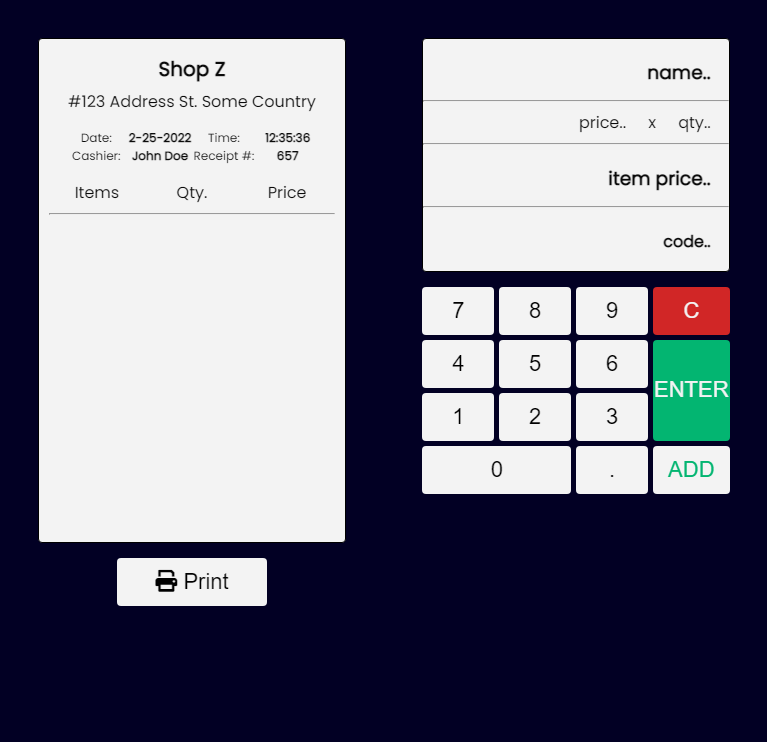 Shop Z
#123 Address St. Some Country
Date: 2-25-2022 Time: 12:35:36
Cashier: John Doe Receipt #: 657
Items Qty. Price
Print
name..
price.. x qty..
item price..
code..
7 8 9 C
4 5 6 ENTER
1 2 3
0 . ADD